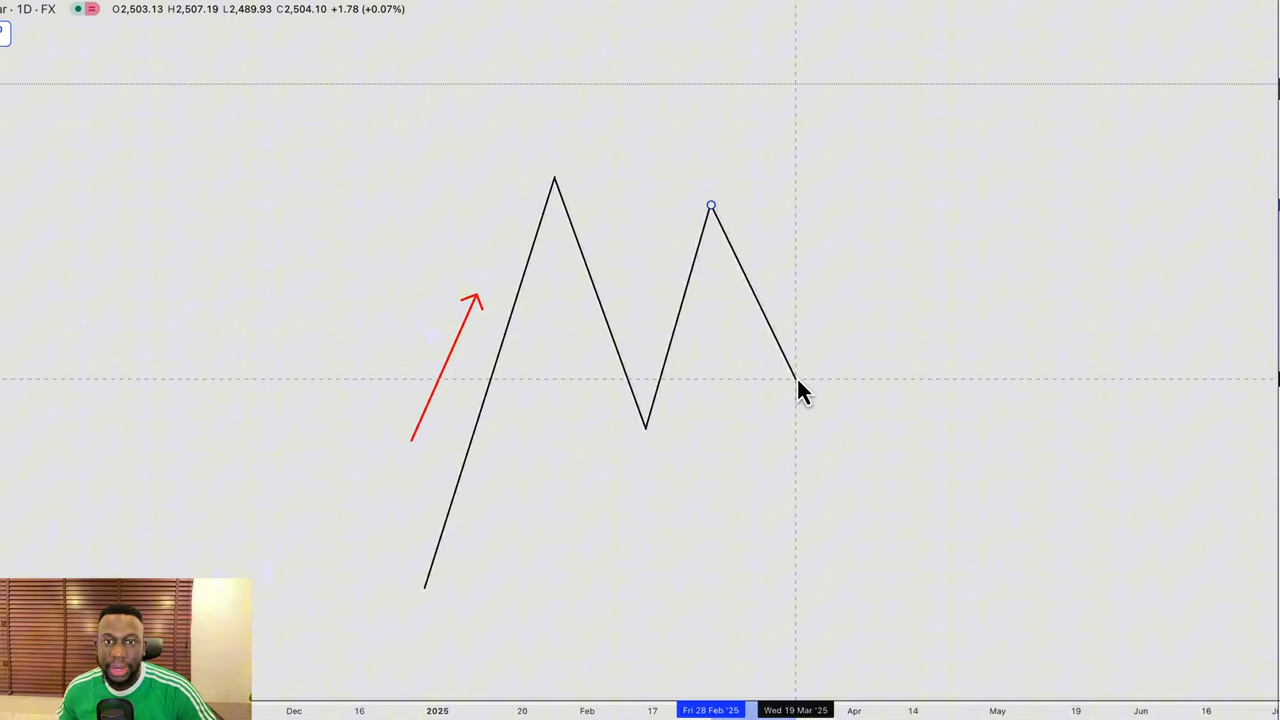 · 1D · FX O2,503.13 H2,507.19 L2,489.93 C2,504.10 +1.78 (+0.07%)
Dec 16 2025 20 Feb 17 Fri 28 Feb '25 Wed 19 Mar '25 Apr 14 May 19 Jun 16